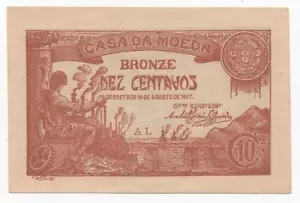 CASA DA MOEDA
BRONZE
DEZ CENTAVOS
DECRETO DE 15 DE AGOSTO DE 1917.
AL
10